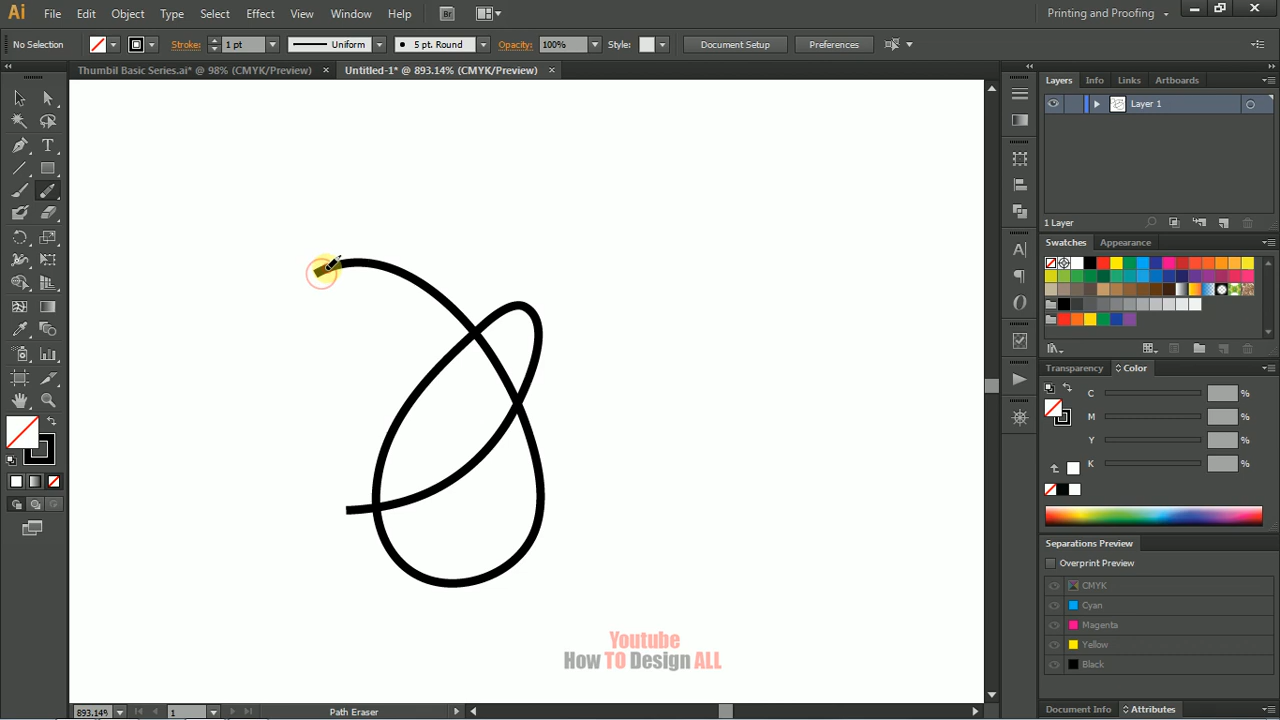 Ai File Edit Object Type Select Effect View Window Help Br Printing and Proofing
No Selection Stroke: 1 pt Uniform 5 pt. Round Opacity: 100% Style: Document Setup Preferences
Thumbil Basic Series.ai* @ 98% (CMYK/Preview) × Untitled-1* @ 893.14% (CMYK/Preview) ×
Layers Info Links Artboards
Layer 1
1 Layer
Swatches Appearance
Transparency Color
C %
M %
Y %
K %
Separations Preview
Overprint Preview
CMYK
Cyan
Magenta
Yellow
Black
Youtube
How TO Design ALL
893.14% 1 Path Eraser
Document Info Attributes